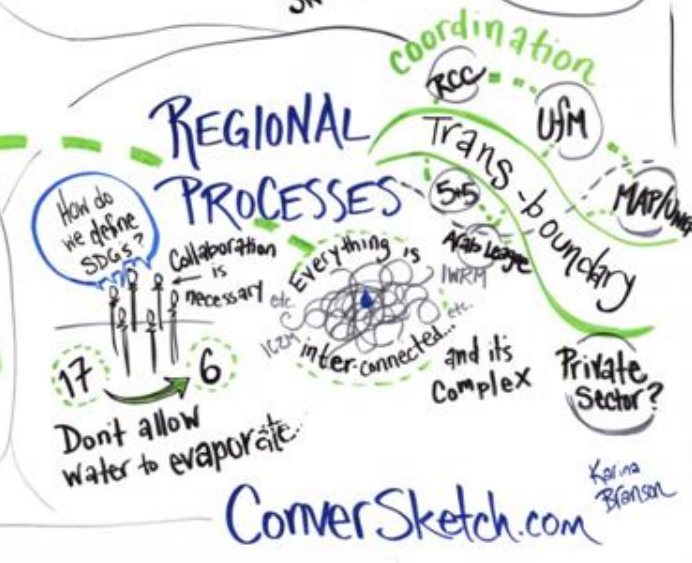 coordination
RCC
UfM
MAP/
Trans-boundary
5+5
Arab League
REGIONAL
PROCESSES
How do
we define
SDG's?
Collaboration
is
necessary
Everything is
inter-connected...
IWRM
etc.
etc.
ICZM
and it's
complex
Private
Sector?
17
6
Don't allow
water to evaporate...
Karina
Branson
ConverSketch.com